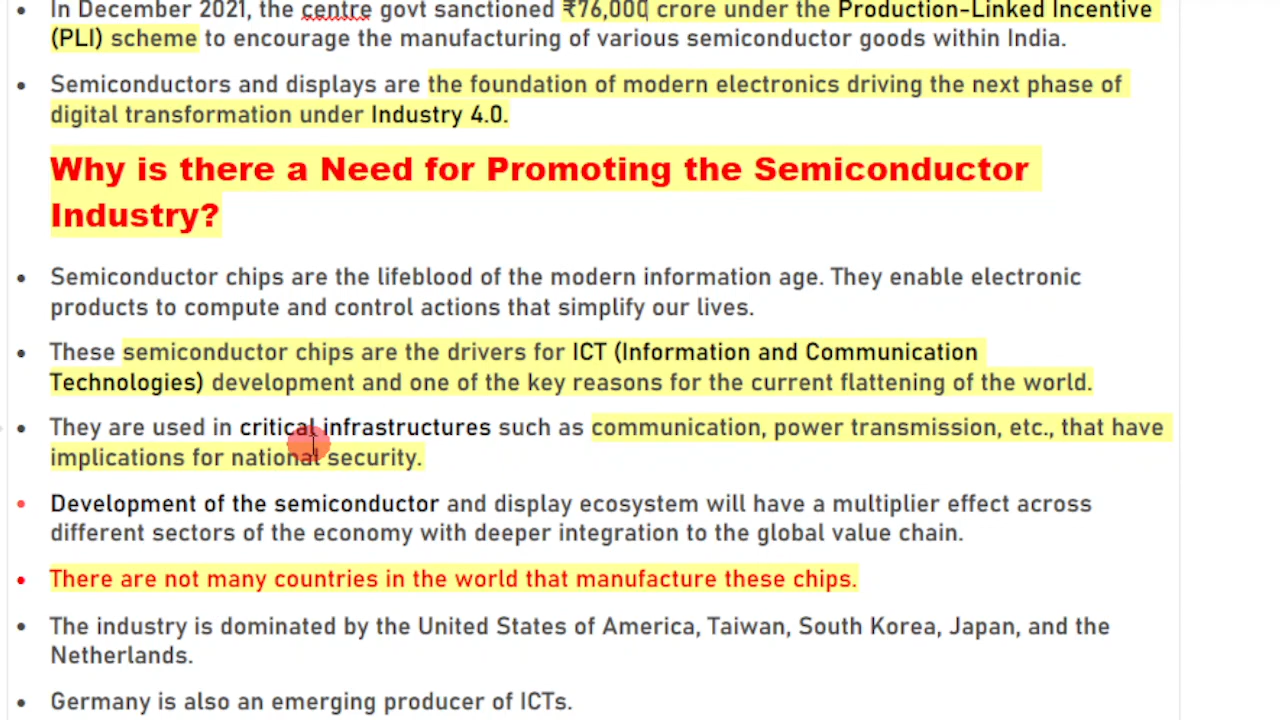 In December 2021, the centre govt sanctioned ₹76,000 crore under the Production-Linked Incentive
(PLI) scheme to encourage the manufacturing of various semiconductor goods within India.
Semiconductors and displays are the foundation of modern electronics driving the next phase of
digital transformation under Industry 4.0.
Why is there a Need for Promoting the Semiconductor
Industry?
Semiconductor chips are the lifeblood of the modern information age. They enable electronic
products to compute and control actions that simplify our lives.
These semiconductor chips are the drivers for ICT (Information and Communication
Technologies) development and one of the key reasons for the current flattening of the world.
They are used in critical infrastructures such as communication, power transmission, etc., that have
implications for national security.
Development of the semiconductor and display ecosystem will have a multiplier effect across
different sectors of the economy with deeper integration to the global value chain.
There are not many countries in the world that manufacture these chips.
The industry is dominated by the United States of America, Taiwan, South Korea, Japan, and the
Netherlands.
Germany is also an emerging producer of ICTs.